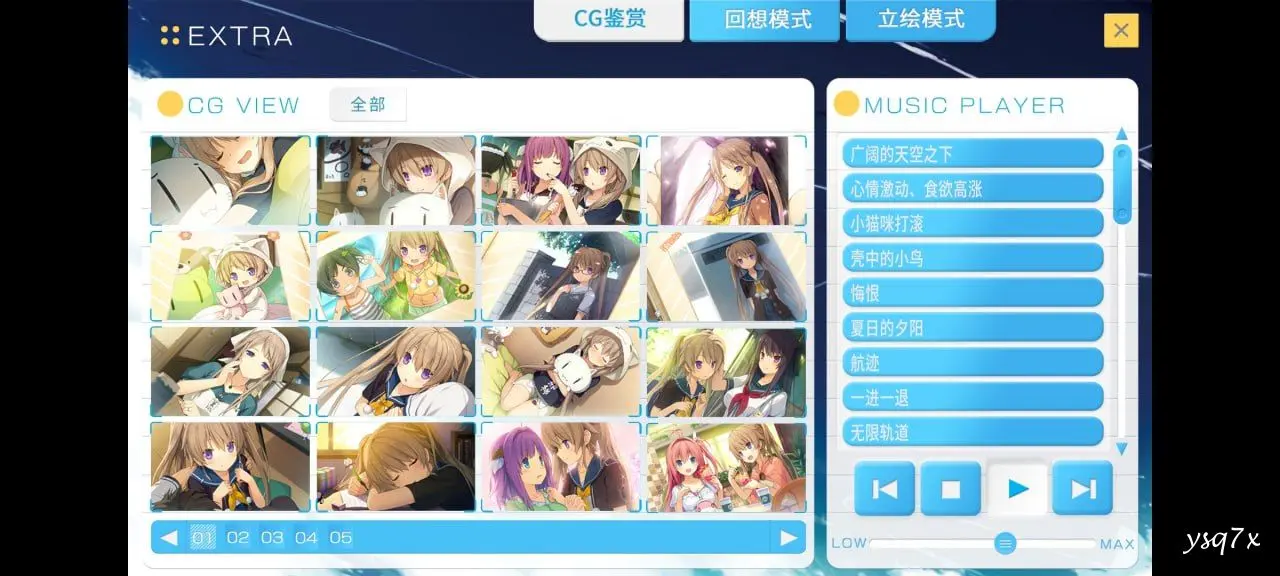 EXTRA
CG鉴赏
回想模式
立绘模式
CG VIEW
全部
01 02 03 04 05
MUSIC PLAYER
广阔的天空之下
心情激动、食欲高涨
小猫咪打滚
壳中的小鸟
悔恨
夏日的夕阳
航迹
一进一退
无限轨道
LOW
MAX
ysq7x